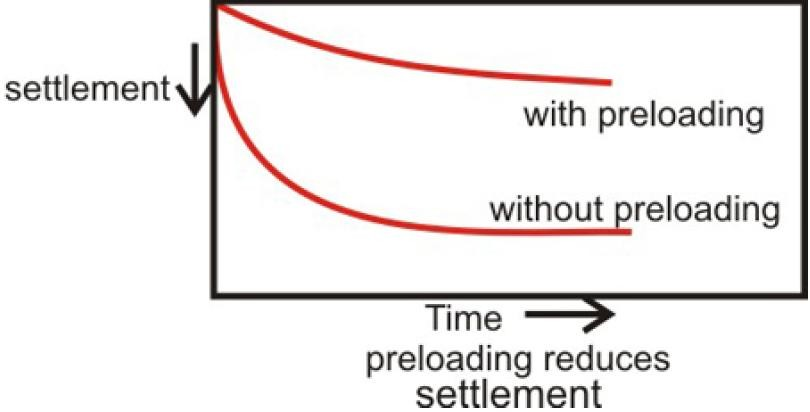 settlement
with preloading
without preloading
Time
preloading reduces
settlement